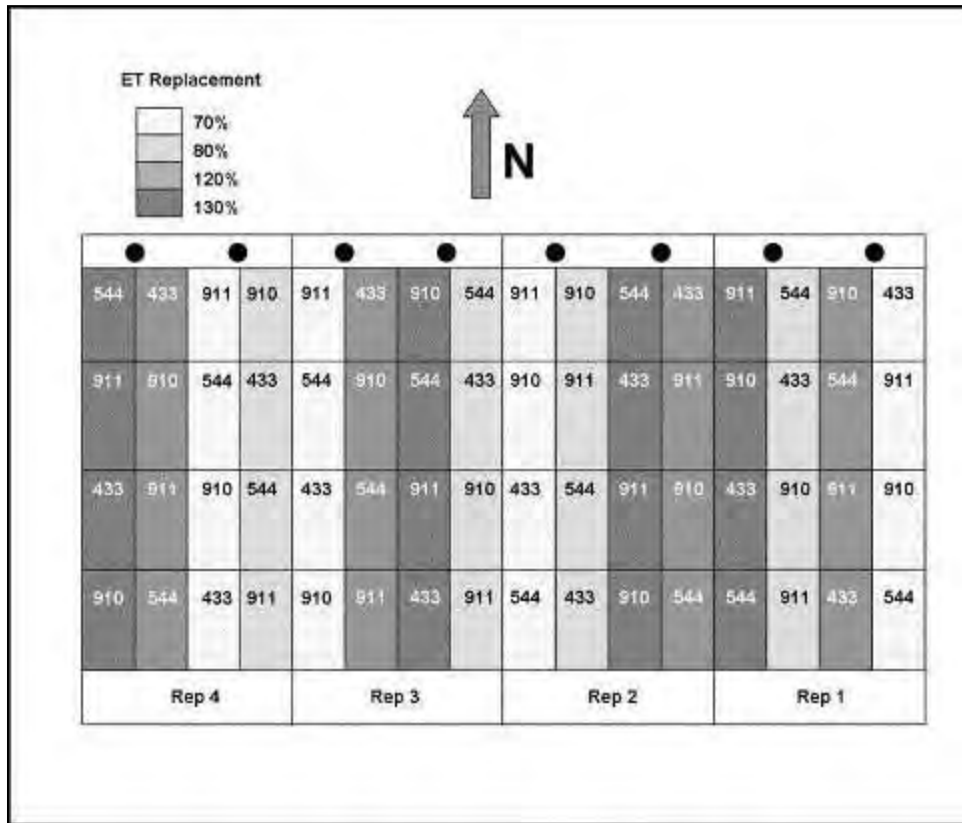 ET Replacement
70%
80%
120%
130%
N
544 433 911 910 911 433 910 544 911 910 544 433 911 544 910 433
911 910 544 433 544 910 544 433 910 911 433 911 910 433 544 911
433 911 910 544 433 544 911 910 433 544 911 910 433 910 911 910
910 544 433 911 910 911 433 911 544 433 910 544 544 911 433 544
Rep 4 Rep 3 Rep 2 Rep 1